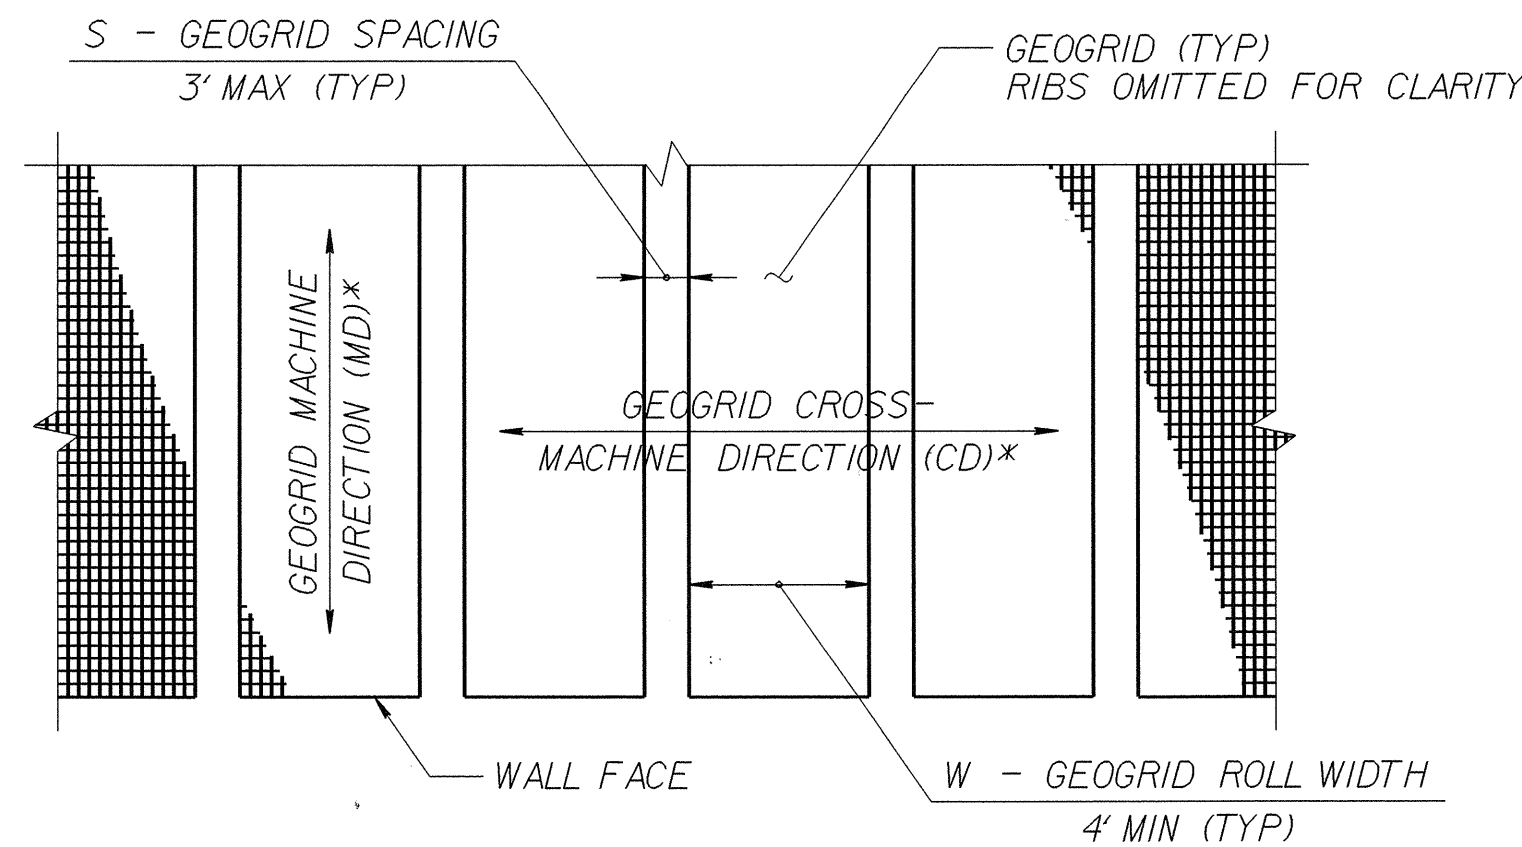 S - GEOGRID SPACING
3' MAX (TYP)
GEOGRID (TYP)
RIBS OMITTED FOR CLARITY
GEOGRID MACHINE
DIRECTION (MD)*
GEOGRID CROSS-
MACHINE DIRECTION (CD)*
WALL FACE
W - GEOGRID ROLL WIDTH
4' MIN (TYP)